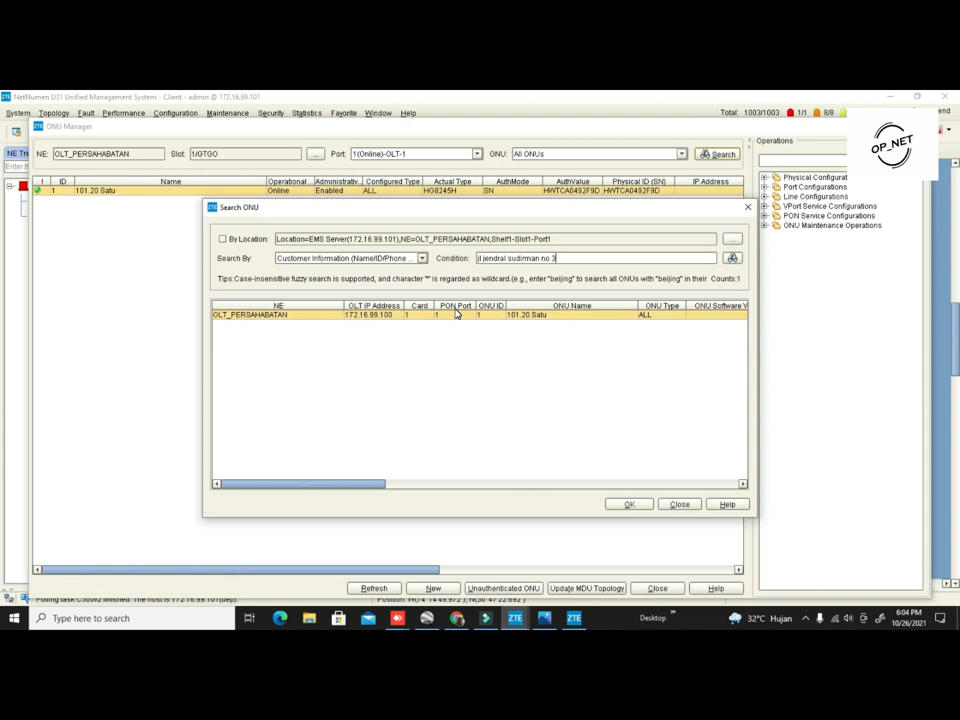 NetNumen U31 Unified Management System - Client - admin @ 172.16.99.101
System Topology Fault Performance Configuration Maintenance Security Statistics Favorite Window Help Total: 1003/1003 1/1 8/8
ZTE ONU Manager
NE: OLT_PERSAHABATAN Slot: 1/GTGO ... Port: 1(Online)-OLT-1 ONU: All ONUs Search
Operations
OP_NET
I ID Name Operational Administrativ... Configured Type Actual Type AuthMode AuthValue Physical ID (SN) IP Address
1 101.20 Satu Online Enabled ALL HG8245H SN HWTCA0492F9D HWTCA0492F9D
Physical Configurat
Port Configurations
Line Configurations
VPort Service Configurations
PON Service Configurations
ONU Maintenance Operations
ZTE Search ONU
By Location: Location=EMS Server(172.16.99.101),NE=OLT_PERSAHABATAN,Shelf1-Slot1-Port1 ...
Search By: Customer Information (Name/ID/Phone ... Condition: jl jendral sudirman no 3
Tips:Case-insensitive fuzzy search is supported, and character '*' is regarded as wildcard.(e.g., enter "beijing" to search all ONUs with "beijing" in their Counts:1
NE OLT IP Address Card PON Port ONU ID ONU Name ONU Type ONU Software V
OLT_PERSAHABATAN 172.16.99.100 1 1 1 101.20 Satu ALL
OK Close Help
Refresh New Unauthenticated ONU Update MDU Topology Close Help
Type here to search
ZTE ZTE
Desktop
32°C Hujan
6:04 PM
10/26/2021